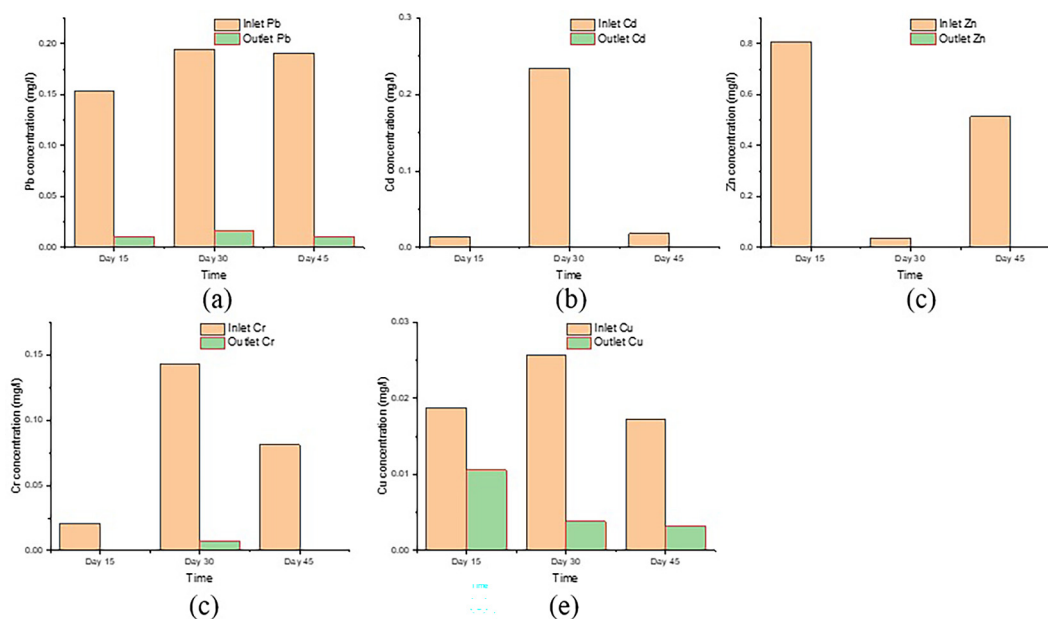 Inlet Pb
Outlet Pb
Pb concentration (mg/l)
0.20
0.15
0.10
0.05
0.00
Day 15 Day 30 Day 45
Time
(a)
Inlet Cd
Outlet Cd
Cd concentration (mg/l)
0.3
0.2
0.1
0.0
Day 15 Day 30 Day 45
Time
(b)
Inlet Zn
Outlet Zn
Zn concentration (mg/l)
0.8
0.6
0.4
0.2
0.0
Day 15 Day 30 Day 45
Time
(c)
Inlet Cr
Outlet Cr
Cr concentration (mg/l)
0.15
0.10
0.05
0.00
Day 15 Day 30 Day 45
Time
(c)
Inlet Cu
Outlet Cu
Cu concentration (mg/l)
0.03
0.02
0.01
0.00
Day 15 Day 30 Day 45
Time
(e)